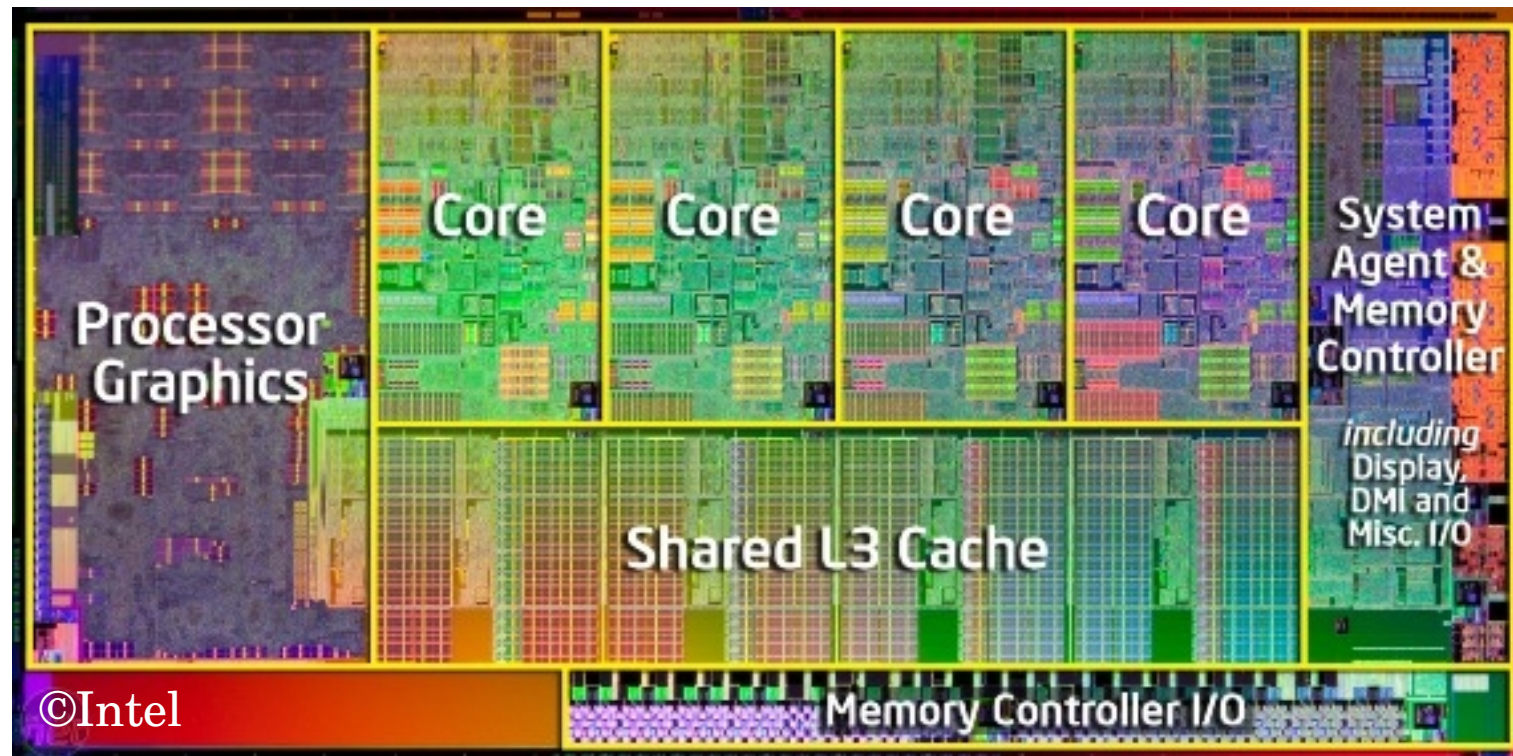 Processor
Graphics
Core
Core
Core
Core
System
Agent &
Memory
Controller
including
Display,
DMI and
Misc. I/O
Shared L3 Cache
©Intel
Memory Controller I/O